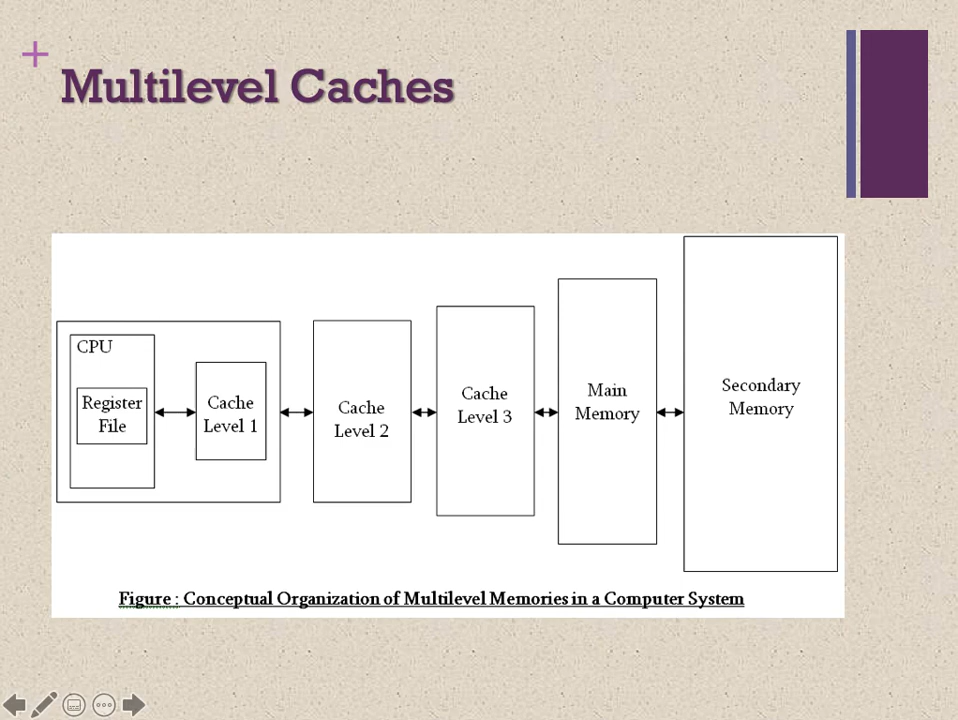 +
Multilevel Caches
CPU
Register
File
Cache
Level 1
Cache
Level 2
Cache
Level 3
Main
Memory
Secondary
Memory
Figure : Conceptual Organization of Multilevel Memories in a Computer System